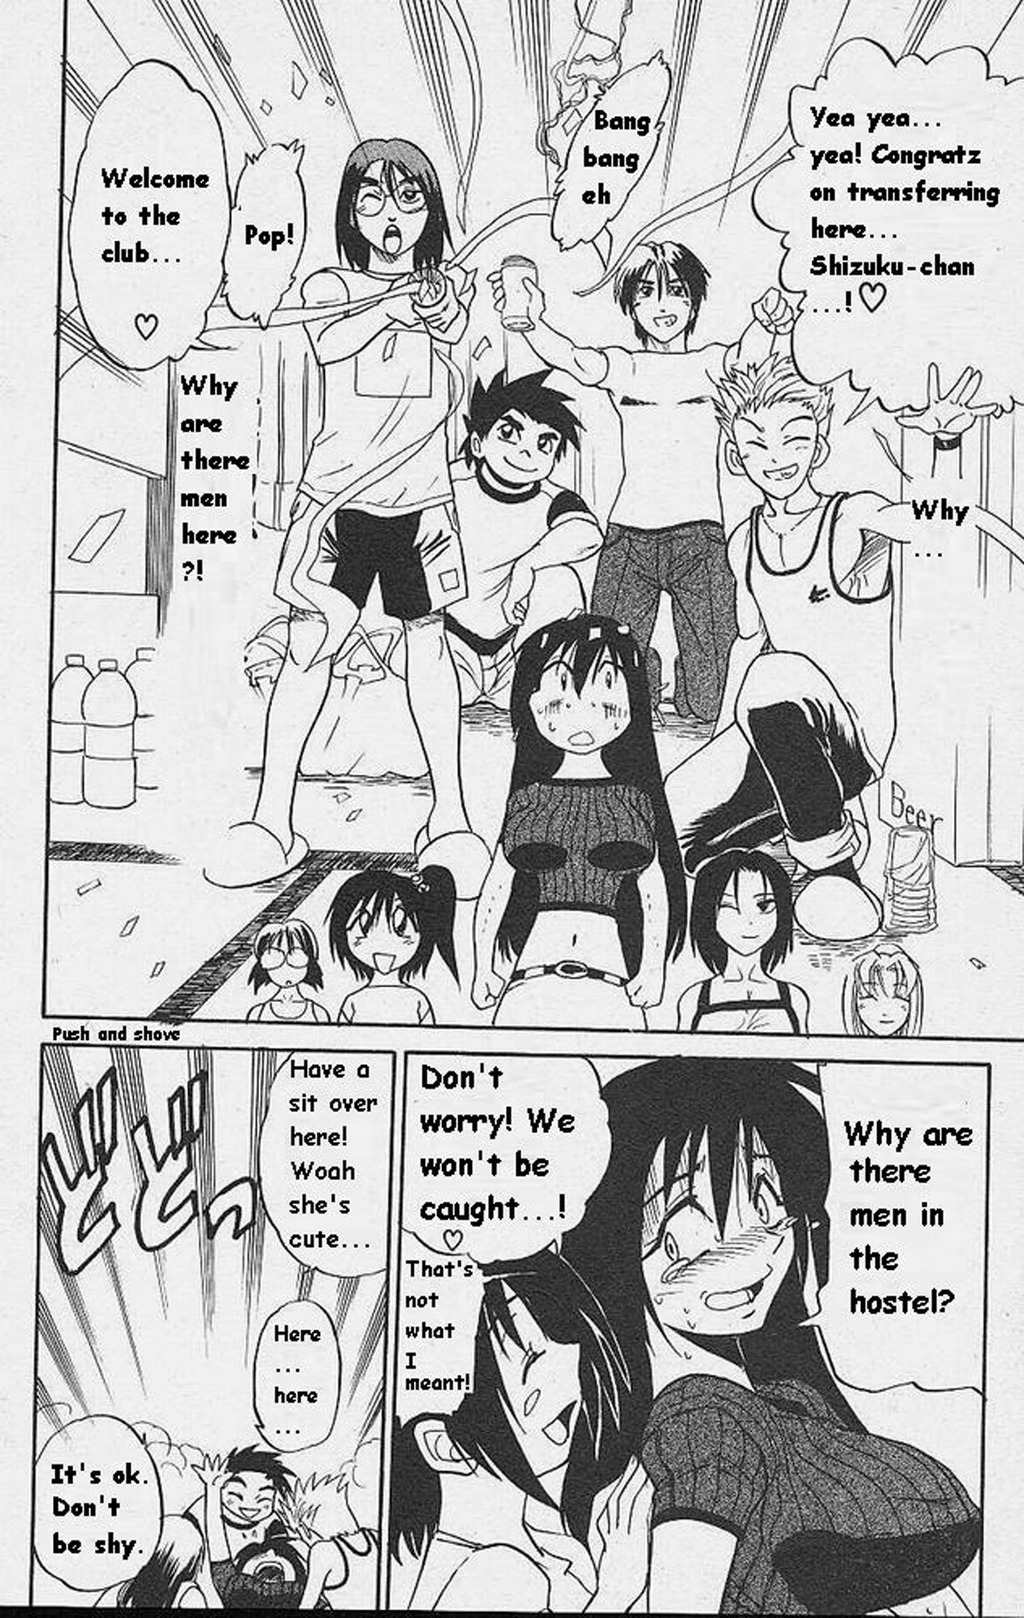 Yea yea...
yea! Congratz
on transferring
here...
Shizuku-chan
...!♡
Bang
bang
eh
Pop!
Welcome
to the
club...
♡
Why
...
Why
are
there
men
here
?!
Beer
Push and shove
Don't
worry! We
won't be
caught...!
♡
Why are
there
men in
the
hostel?
That's
not
what
I
meant!
Have a
sit over
here!
Woah
she's
cute...
ドドッ
Here
...
here
...
It's ok.
Don't
be shy.